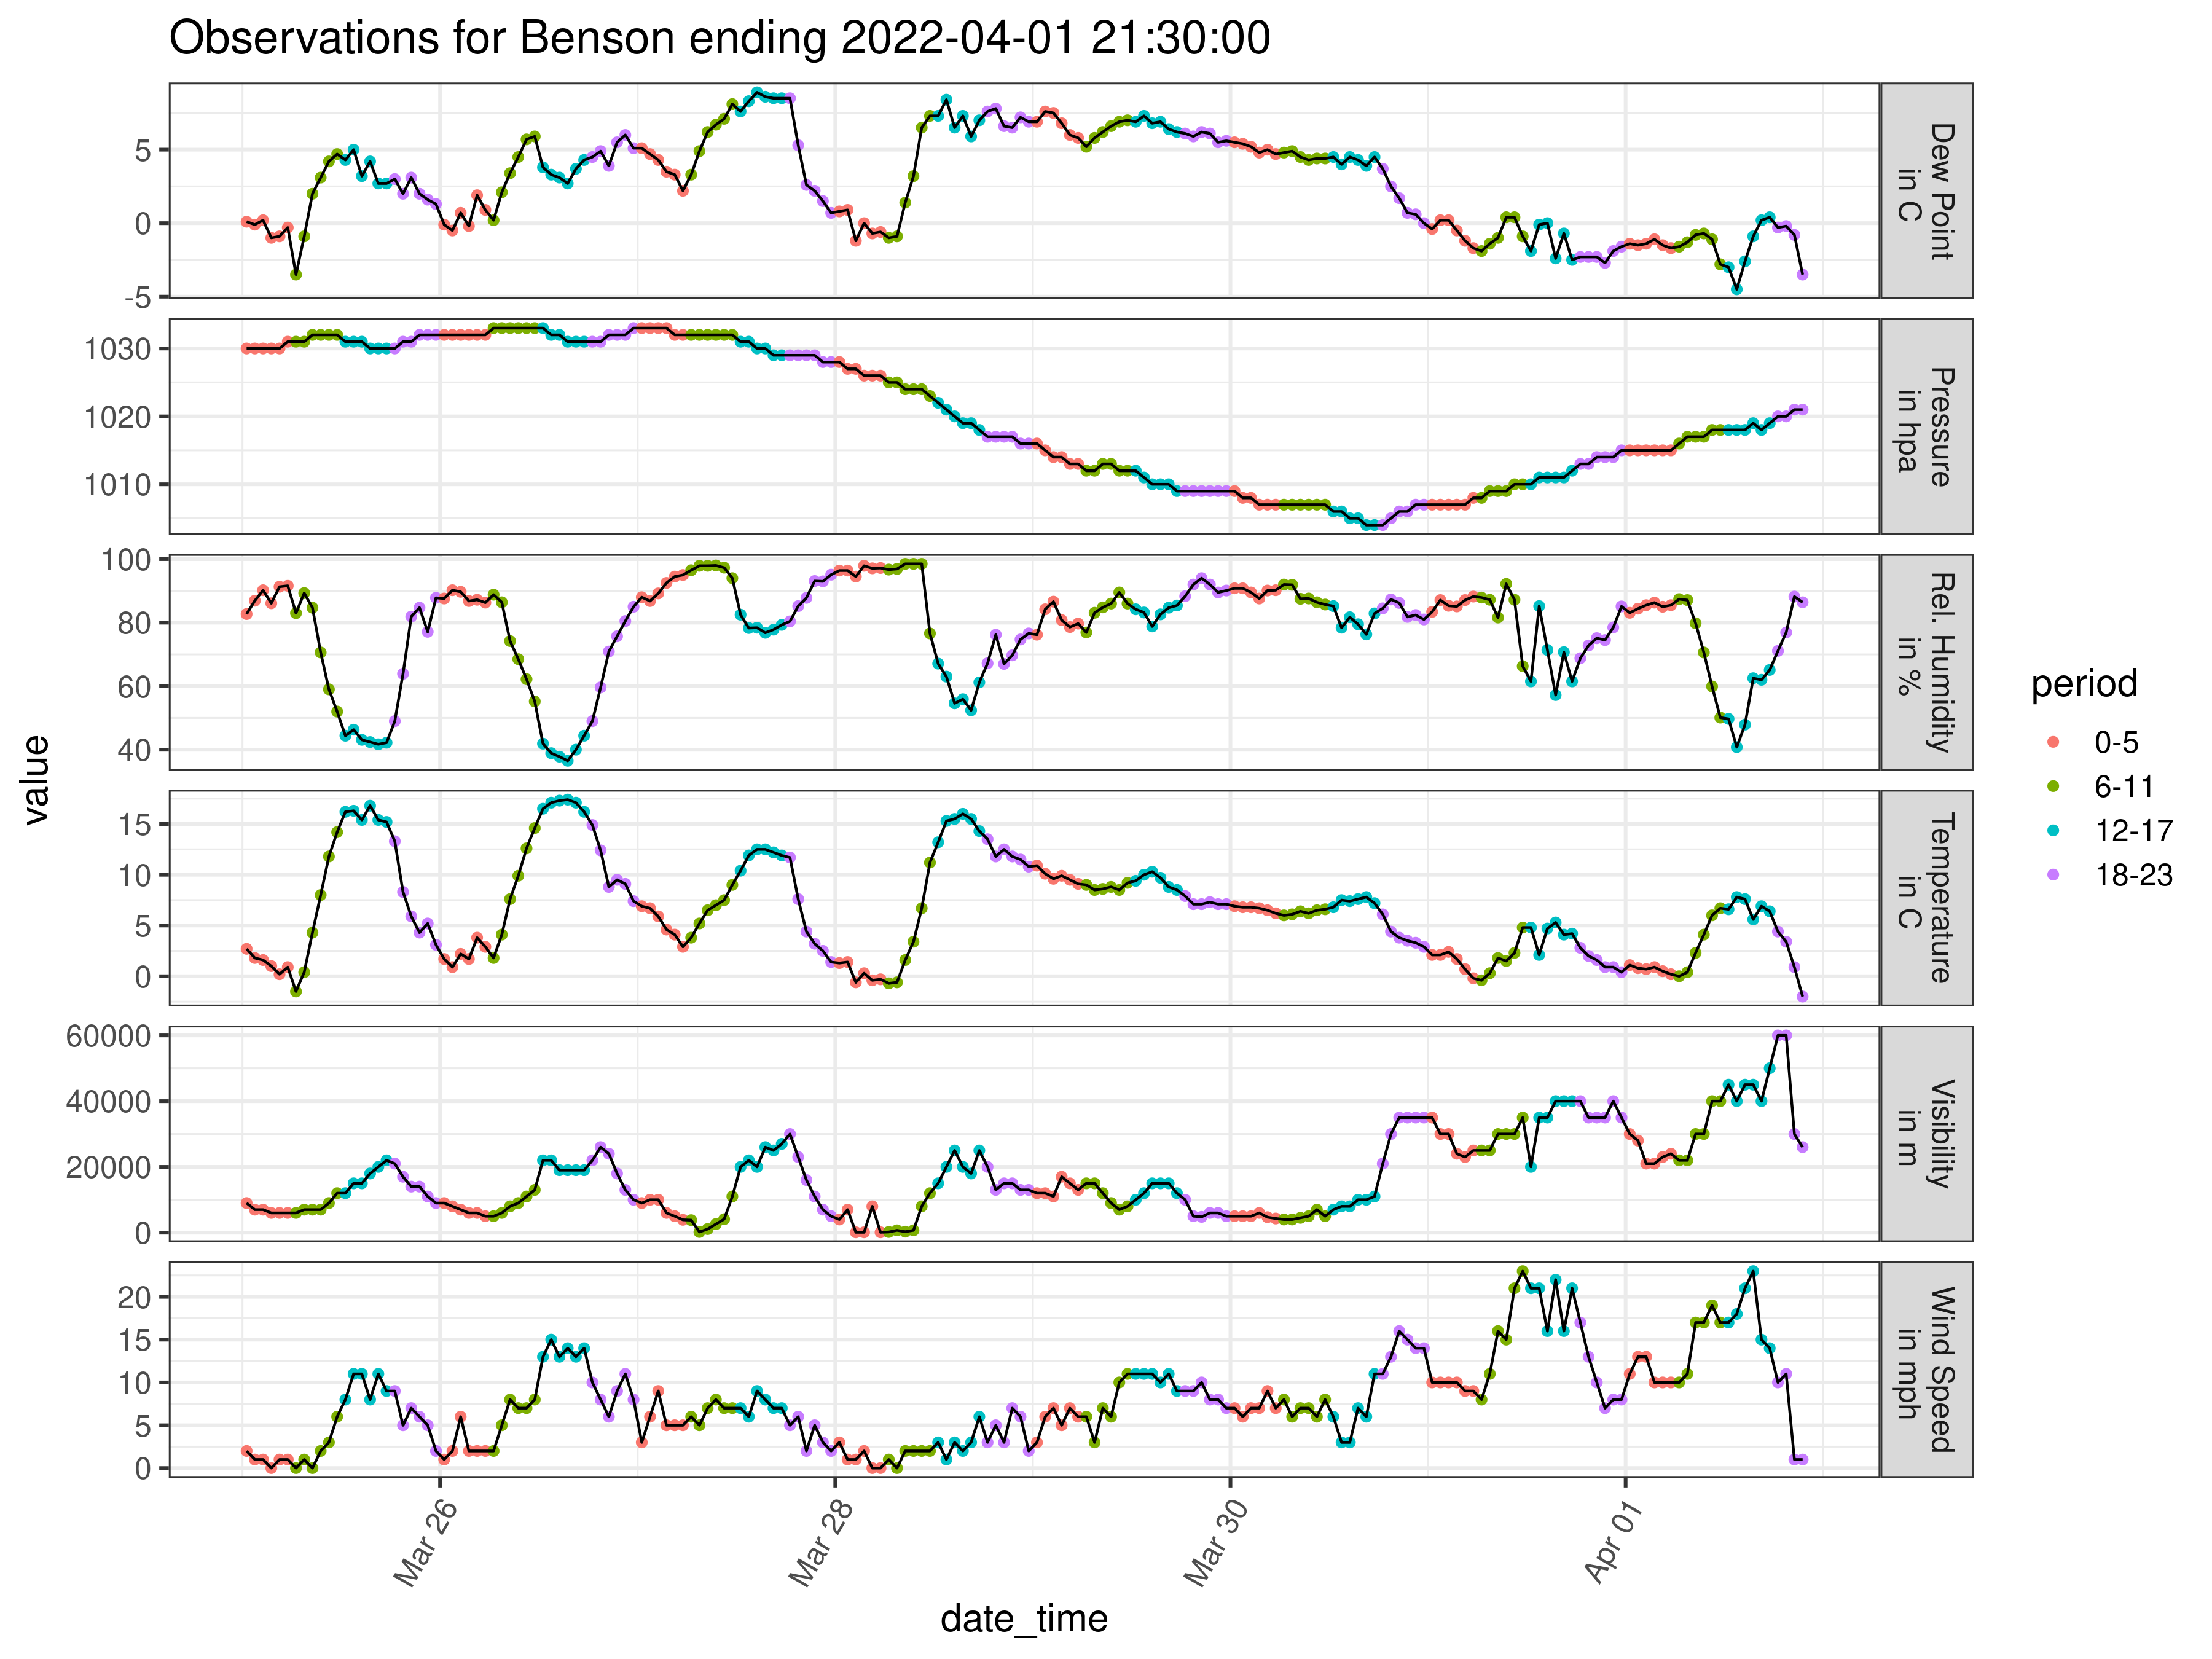 Observations for Benson ending 2022-04-01 21:30:00
value
5
0
-5
Dew Point
in C
1030
1020
1010
Pressure
in hpa
100
80
60
40
Rel. Humidity
in %
15
10
5
0
Temperature
in C
60000
40000
20000
0
Visibility
in m
20
15
10
5
0
Wind Speed
in mph
Mar 26
Mar 28
Mar 30
Apr 01
date_time
period
0-5
6-11
12-17
18-23